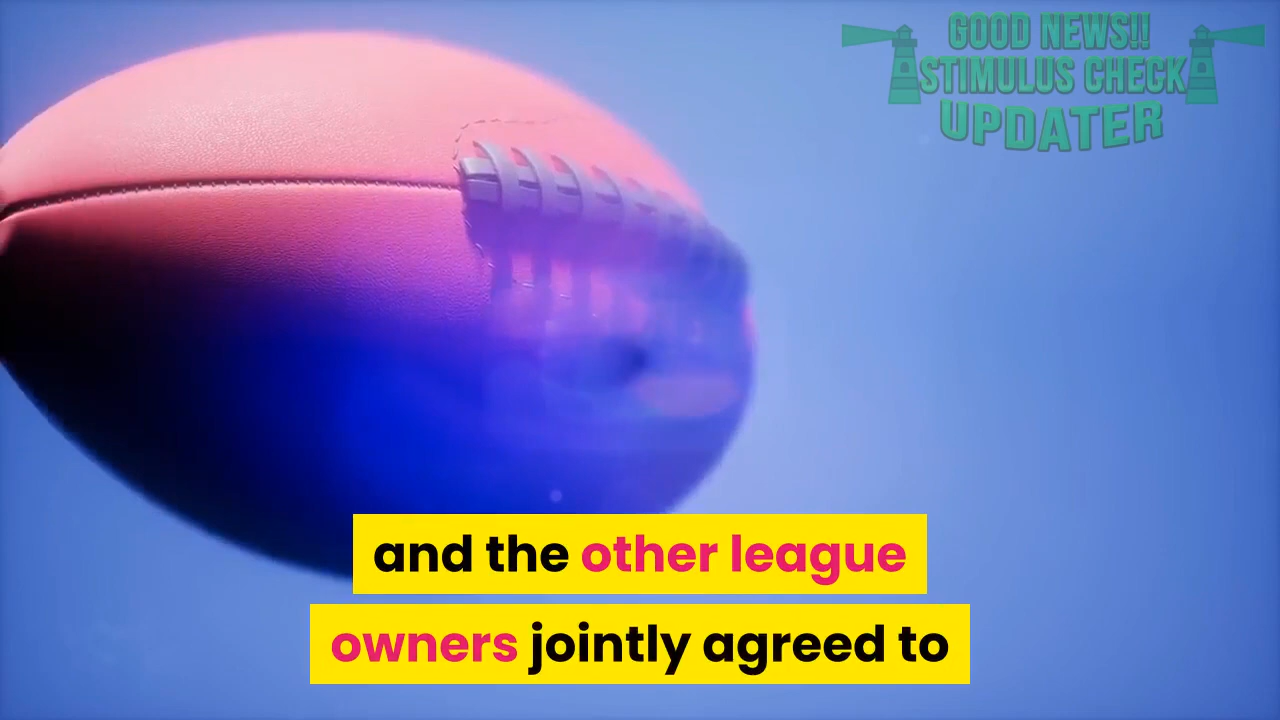 GOOD NEWS!!
STIMULUS CHECK
UPDATER
and the other league
owners jointly agreed to